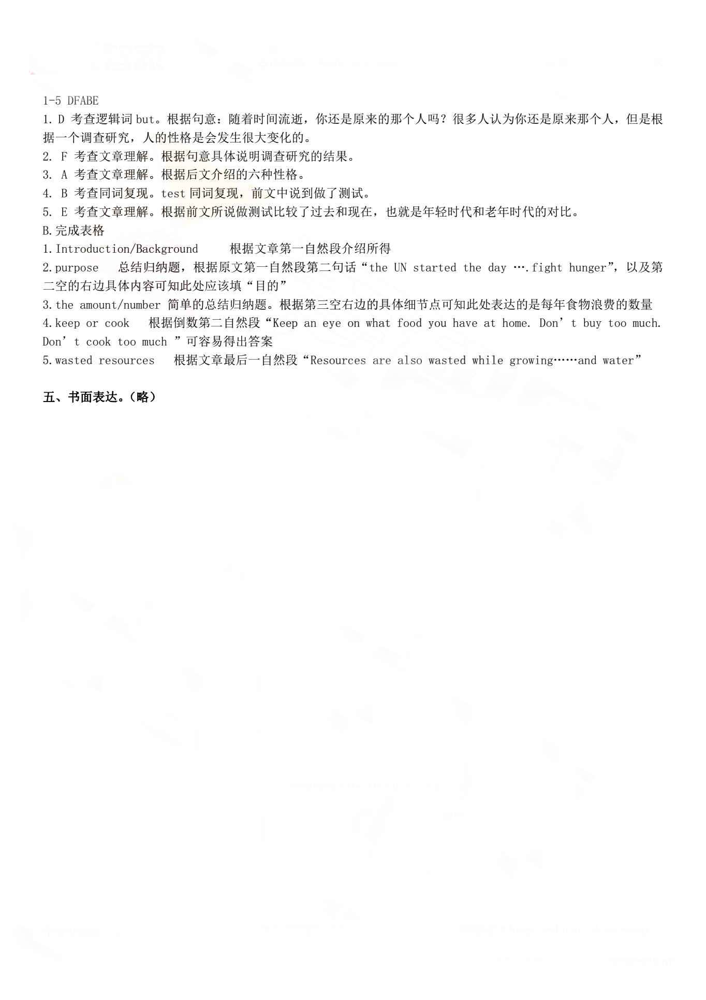 1-5 DFABE
1. D 考查逻辑词 but。根据句意：随着时间流逝，你还是原来的那个人吗？很多人认为你还是原来那个人，但是根
据一个调查研究，人的性格是会发生很大变化的。
2. F 考查文章理解。根据句意具体说明调查研究的结果。
3. A 考查文章理解。根据后文介绍的六种性格。
4. B 考查同词复现。test 同词复现，前文中说到做了测试。
5. E 考查文章理解。根据前文所说做测试比较了过去和现在，也就是年轻时代和老年时代的对比。
B.完成表格
1.Introduction/Background 根据文章第一自然段介绍所得
2.purpose 总结归纳题，根据原文第一自然段第二句话“the UN started the day ….fight hunger”，以及第
二空的右边具体内容可知此处应该填“目的”
3.the amount/number 简单的总结归纳题。根据第三空右边的具体细节点可知此处表达的是每年食物浪费的数量
4.keep or cook 根据倒数第二自然段“Keep an eye on what food you have at home. Don’t buy too much.
Don’t cook too much ”可容易得出答案
5.wasted resources 根据文章最后一自然段“Resources are also wasted while growing……and water”
五、书面表达。（略）